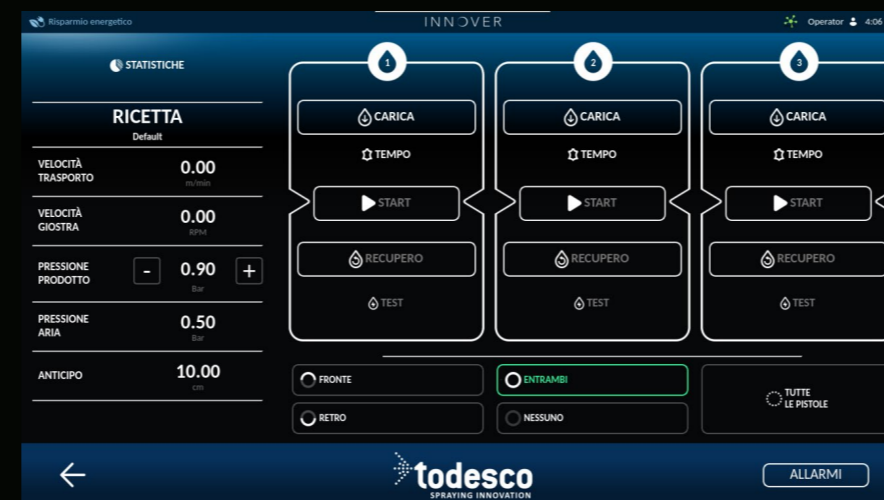 Risparmio energetico
INNOVER
Operator
4:06
STATISTICHE
RICETTA
Default
VELOCITÀ
TRASPORTO
0.00
m/min
VELOCITÀ
GIOSTRA
0.00
RPM
PRESSIONE
PRODOTTO
-
0.90
+
Bar
PRESSIONE
ARIA
0.50
Bar
ANTICIPO
10.00
cm
1
CARICA
TEMPO
START
RECUPERO
TEST
2
CARICA
TEMPO
START
RECUPERO
TEST
3
CARICA
TEMPO
START
RECUPERO
TEST
FRONTE
ENTRAMBI
RETRO
NESSUNO
TUTTE
LE PISTOLE
todesco
SPRAYING INNOVATION
ALLARMI